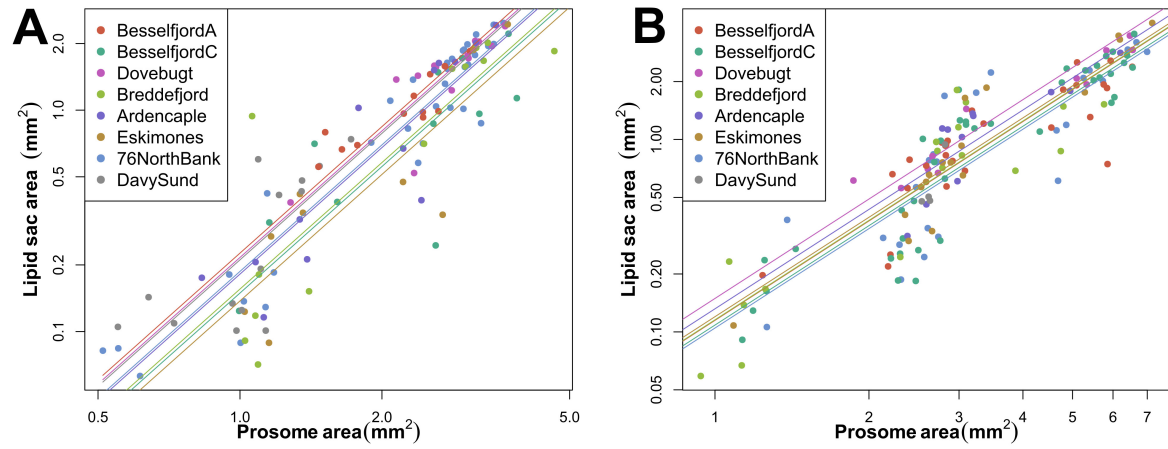 A
BesselfjordA
BesselfjordC
Dovebugt
Breddefjord
Ardencaple
Eskimones
76NorthBank
DavySund
Lipid sac area (mm²)
2.0
1.0
0.5
0.2
0.1
0.5
1.0
2.0
5.0
Prosome area(mm²)
B
BesselfjordA
BesselfjordC
Dovebugt
Breddefjord
Ardencaple
Eskimones
76NorthBank
DavySund
Lipid sac area (mm²)
2.00
1.00
0.50
0.20
0.10
0.05
1
2
3
4
5
6
7
Prosome area(mm²)